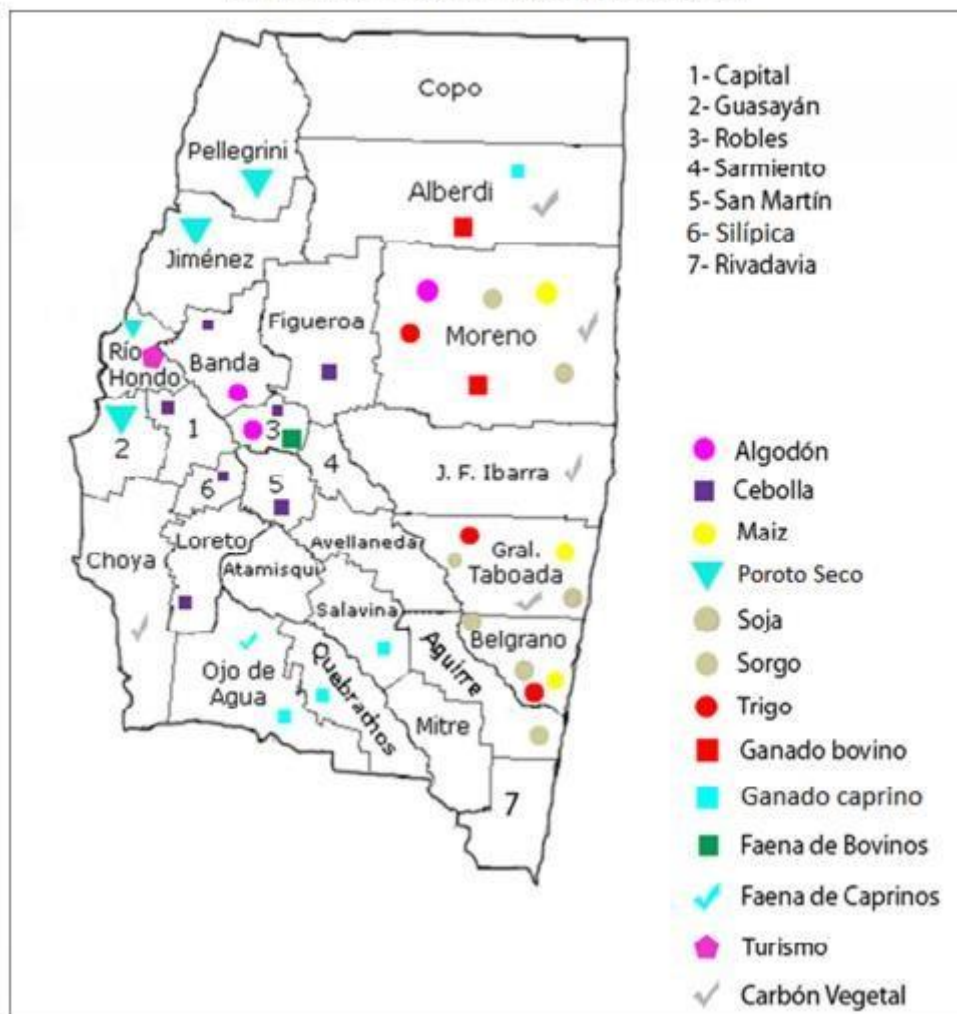 Copo
Pellegrini
Alberdi
Jiménez
Figueroa
Moreno
Río
Hondo
Banda
3
1
2
4
J. F. Ibarra
6
5
Choya
Loreto
Avellaneda
Gral.
Taboada
Atamisqui
Salavina
Belgrano
Aguirre
Ojo de
Agua
Quebramos
Mitre
7
1- Capital
2- Guasayán
3- Robles
4- Sarmiento
5- San Martín
6- Silípica
7- Rivadavia
Algodón
Cebolla
Maiz
Poroto Seco
Soja
Sorgo
Trigo
Ganado bovino
Ganado caprino
Faena de Bovinos
Faena de Caprinos
Turismo
Carbón Vegetal